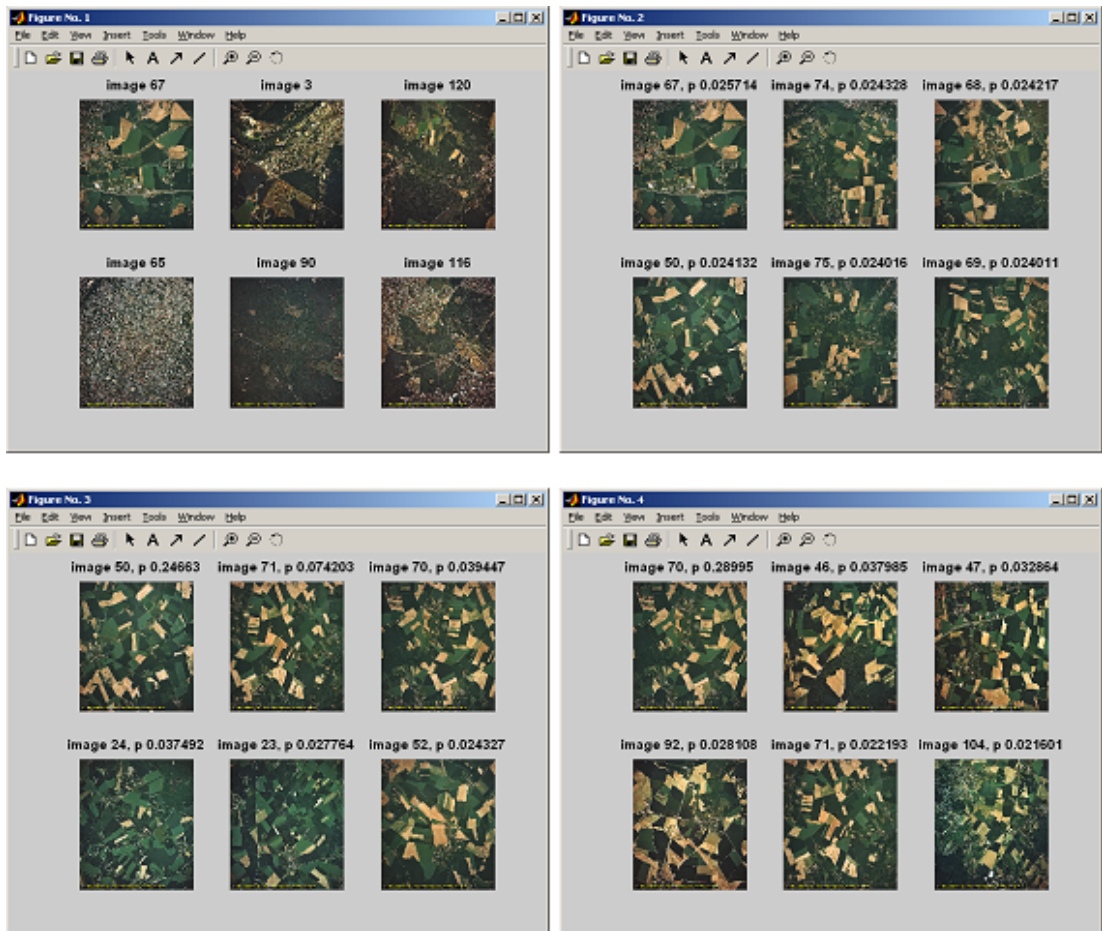 Figure No. 1
File Edit View Insert Tools Window Help
image 67 image 3 image 120
image 65 image 90 image 116
Figure No. 2
File Edit View Insert Tools Window Help
image 67, p 0.025714 image 74, p 0.024328 image 68, p 0.024217
image 50, p 0.024132 image 75, p 0.024016 image 69, p 0.024011
Figure No. 3
File Edit View Insert Tools Window Help
image 50, p 0.24663 image 71, p 0.074203 image 70, p 0.039447
image 24, p 0.037492 image 23, p 0.027764 image 52, p 0.024327
Figure No. 4
File Edit View Insert Tools Window Help
image 70, p 0.28995 image 46, p 0.037985 image 47, p 0.032864
image 92, p 0.028108 image 71, p 0.022193 image 104, p 0.021601